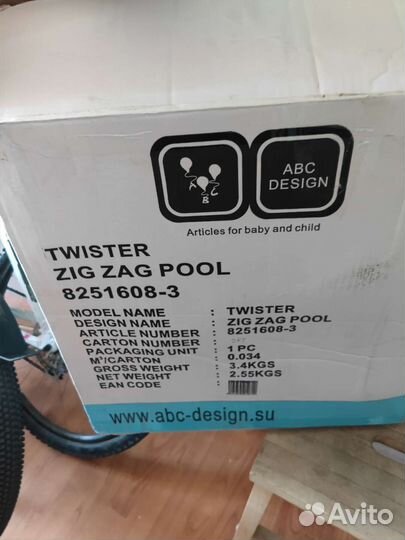 A B C
ABC
DESIGN
Articles for baby and child
TWISTER
ZIG ZAG POOL
8251608-3
MODEL NAME : TWISTER
DESIGN NAME : ZIG ZAG POOL
ARTICLE NUMBER : 8251608-3
CARTON NUMBER :
PACKAGING UNIT : 1 PC
M³/CARTON : 0.034
GROSS WEIGHT : 3.4KGS
NET WEIGHT : 2.55KGS
EAN CODE :
www.abc-design.su
Avito